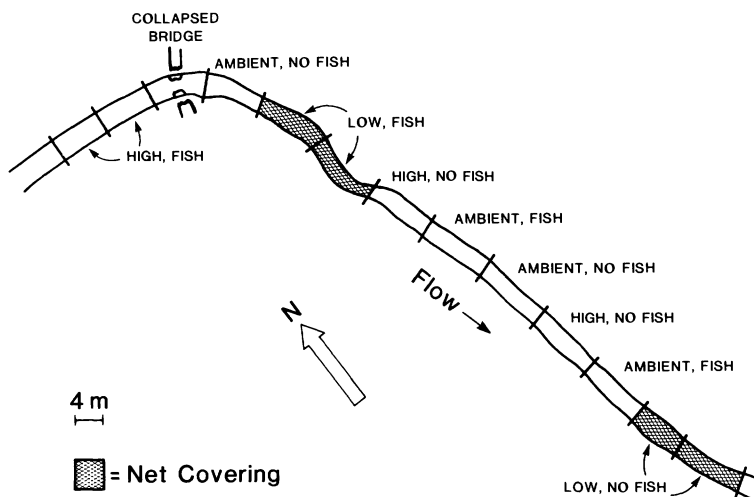 COLLAPSED
BRIDGE
AMBIENT, NO FISH
LOW, FISH
HIGH, FISH
HIGH, NO FISH
AMBIENT, FISH
AMBIENT, NO FISH
Flow
N
HIGH, NO FISH
AMBIENT, FISH
4 m
= Net Covering
LOW, NO FISH